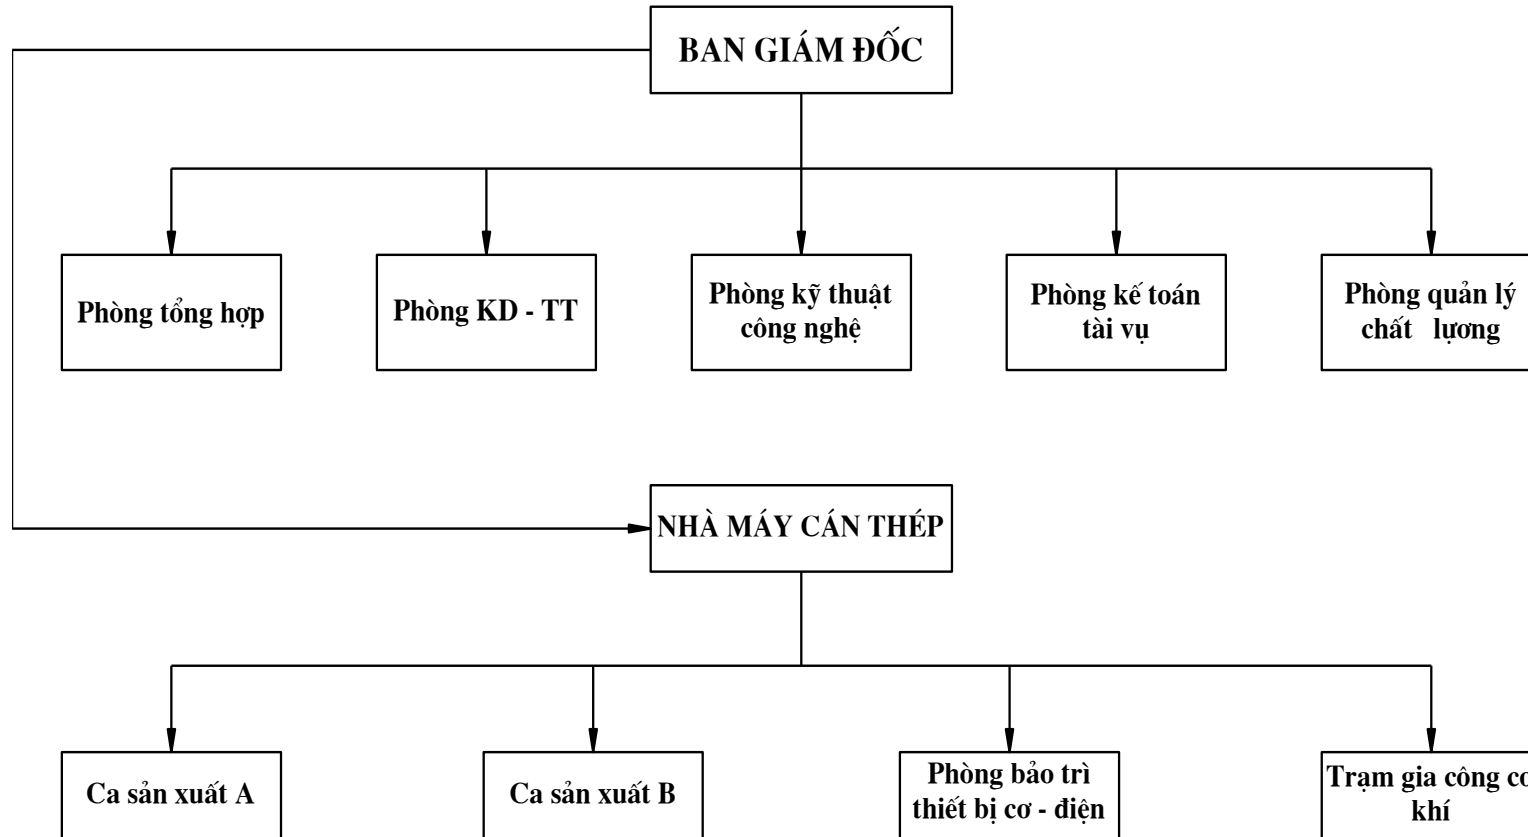 BAN GIÁM ĐỐC
Phòng tổng hợp
Phòng KD - TT
Phòng kỹ thuật
công nghệ
Phòng kế toán
tài vụ
Phòng quản lý
chất lượng
NHÀ MÁY CÁN THÉP
Ca sản xuất A
Ca sản xuất B
Phòng bảo trì
thiết bị cơ - điện
Trạm gia công cơ
khí